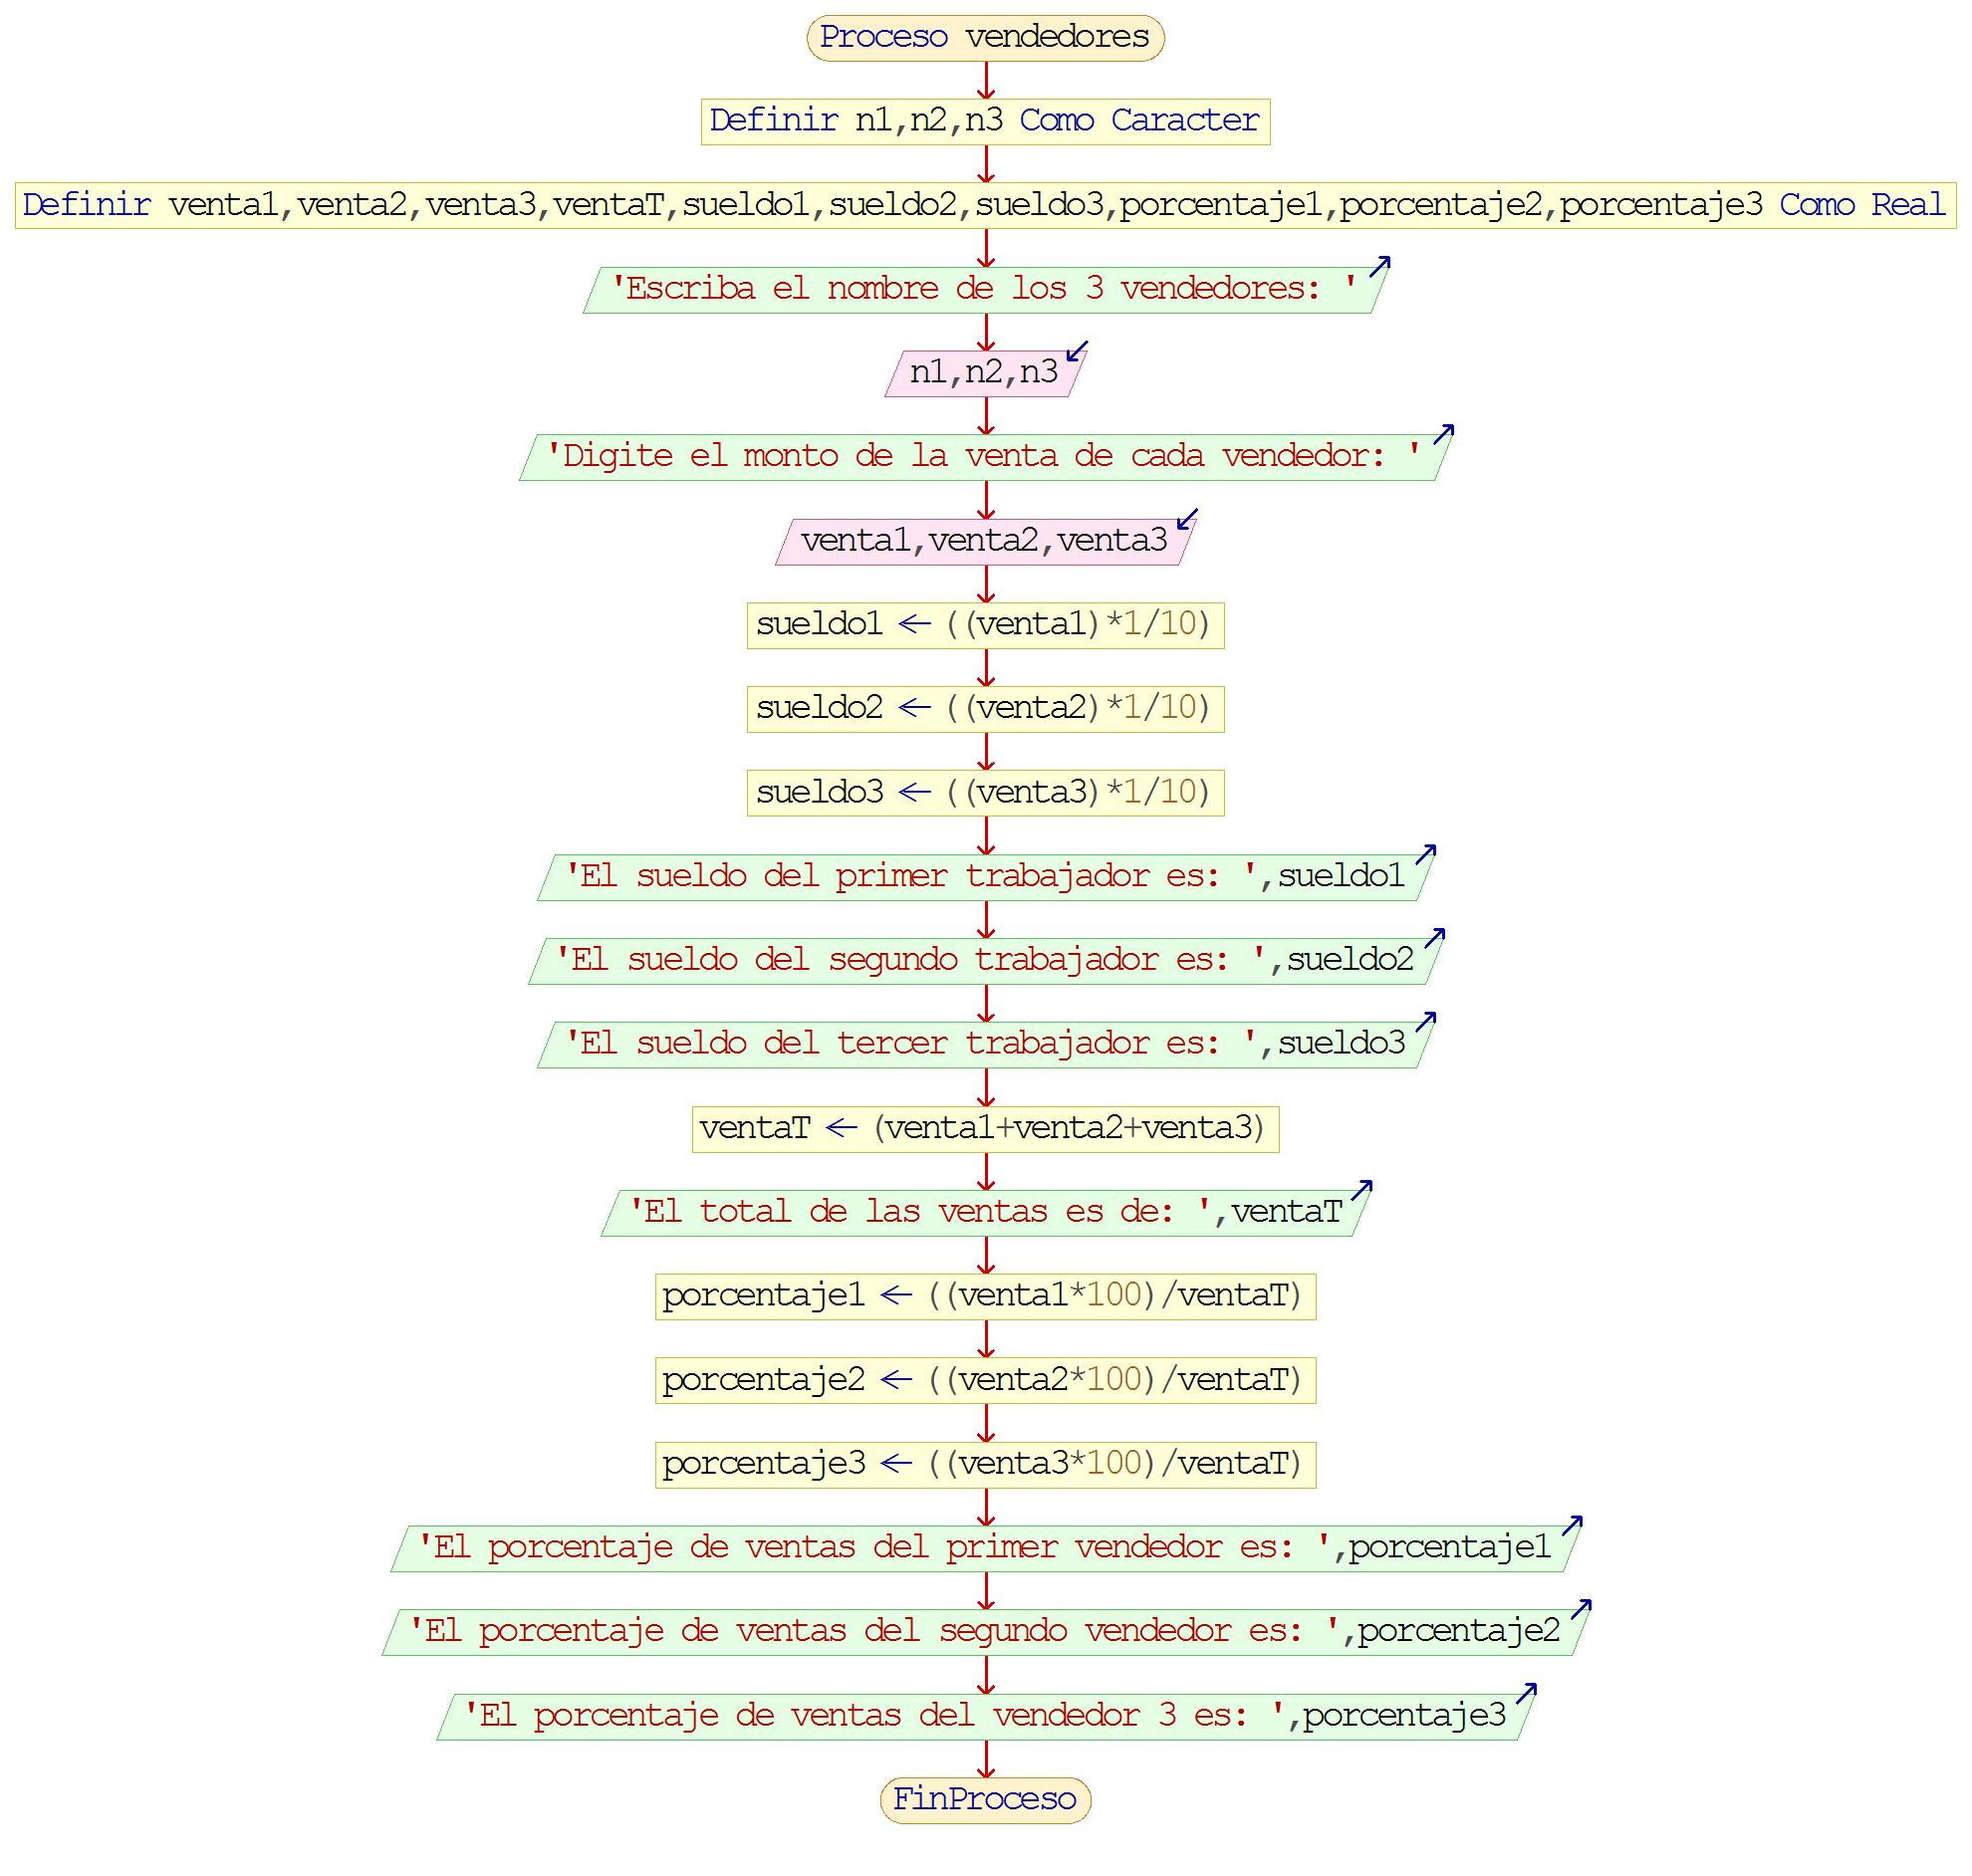 Proceso vendedores
Definir n1,n2,n3 Como Caracter
Definir venta1,venta2,venta3,ventaT,sueldo1,sueldo2,sueldo3,porcentaje1,porcentaje2,porcentaje3 Como Real
'Escriba el nombre de los 3 vendedores: '
n1,n2,n3
'Digite el monto de la venta de cada vendedor: '
venta1,venta2,venta3
sueldo1 ← ((venta1)*1/10)
sueldo2 ← ((venta2)*1/10)
sueldo3 ← ((venta3)*1/10)
'El sueldo del primer trabajador es: ',sueldo1
'El sueldo del segundo trabajador es: ',sueldo2
'El sueldo del tercer trabajador es: ',sueldo3
ventaT ← (venta1+venta2+venta3)
'El total de las ventas es de: ',ventaT
porcentaje1 ← ((venta1*100)/ventaT)
porcentaje2 ← ((venta2*100)/ventaT)
porcentaje3 ← ((venta3*100)/ventaT)
'El porcentaje de ventas del primer vendedor es: ',porcentaje1
'El porcentaje de ventas del segundo vendedor es: ',porcentaje2
'El porcentaje de ventas del vendedor 3 es: ',porcentaje3
FinProceso